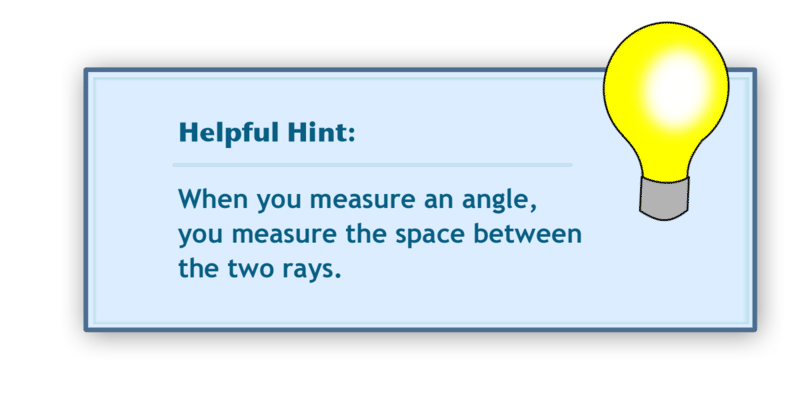 Helpful Hint:
When you measure an angle,
you measure the space between
the two rays.